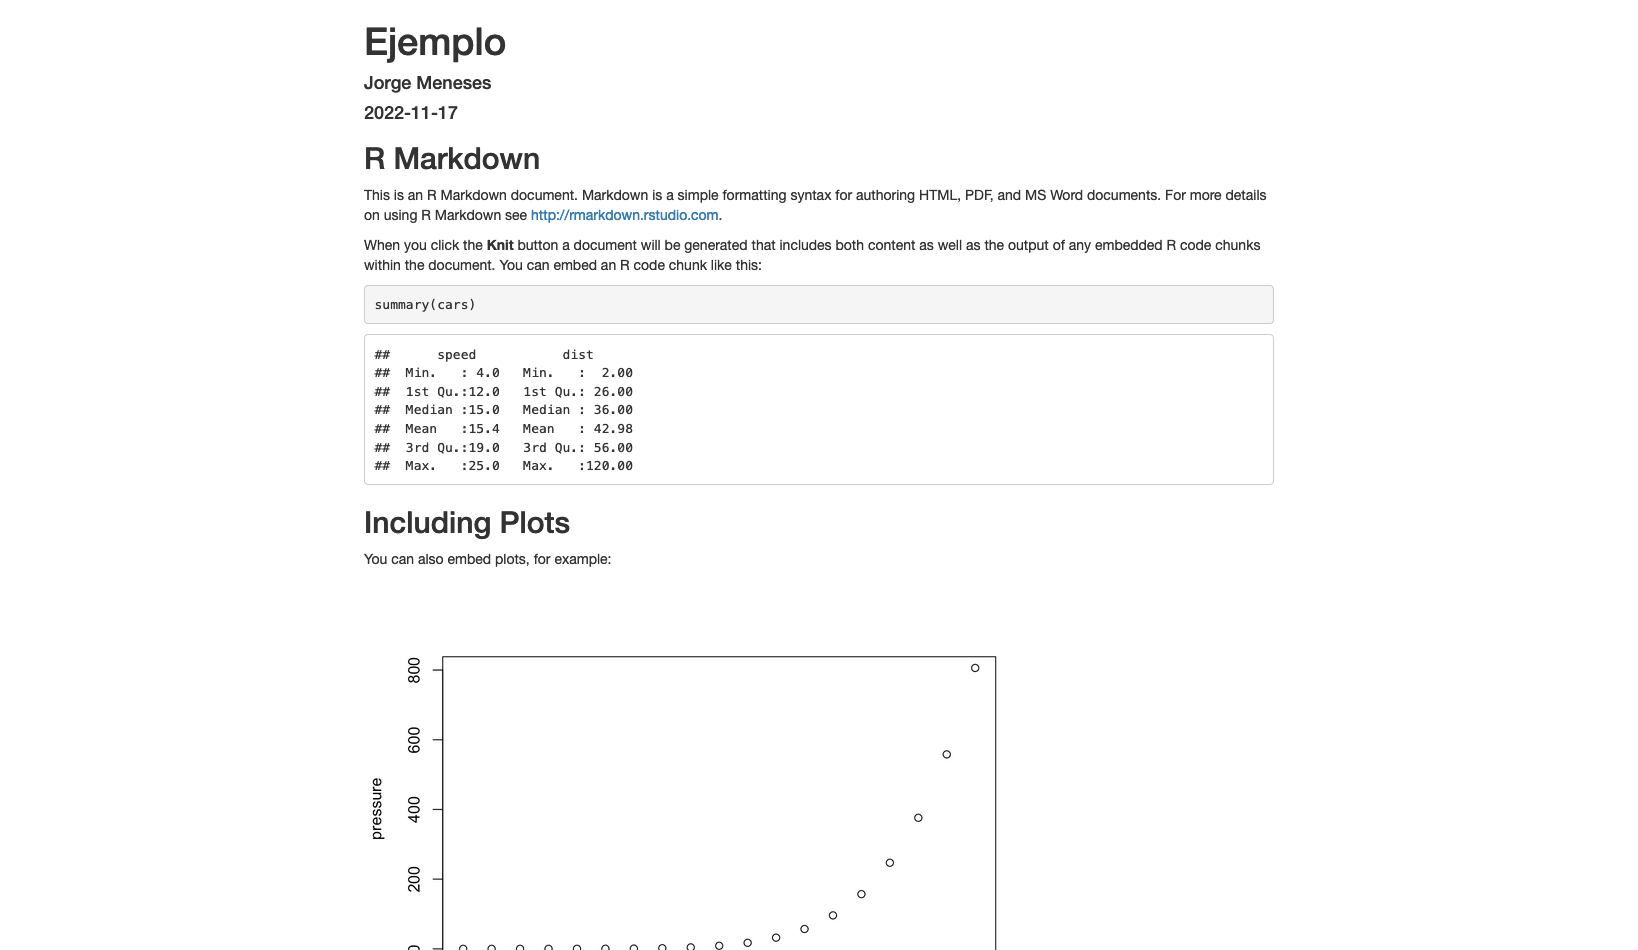 Ejemplo
Jorge Meneses
2022-11-17
R Markdown
This is an R Markdown document. Markdown is a simple formatting syntax for authoring HTML, PDF, and MS Word documents. For more details
on using R Markdown see http://rmarkdown.rstudio.com.
When you click the Knit button a document will be generated that includes both content as well as the output of any embedded R code chunks
within the document. You can embed an R code chunk like this:
summary(cars)
##      speed           dist
##  Min.   : 4.0   Min.   :  2.00
##  1st Qu.:12.0   1st Qu.: 26.00
##  Median :15.0   Median : 36.00
##  Mean   :15.4   Mean   : 42.98
##  3rd Qu.:19.0   3rd Qu.: 56.00
##  Max.   :25.0   Max.   :120.00
Including Plots
You can also embed plots, for example:
800
600
400
200
0
pressure